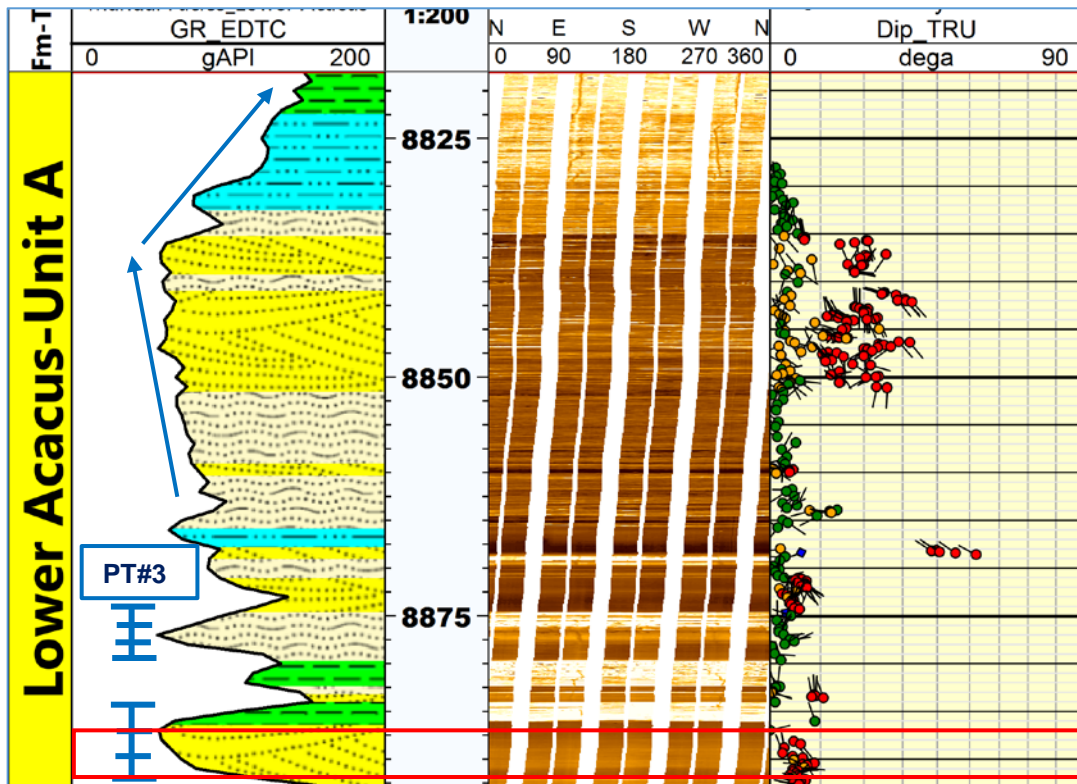 Fm-T
GR_EDTC
0 gAPI 200
1:200
N E S W N
0 90 180 270 360
Dip_TRU
0 dega 90
Lower Acacus-Unit A
8825
8850
PT#3
8875